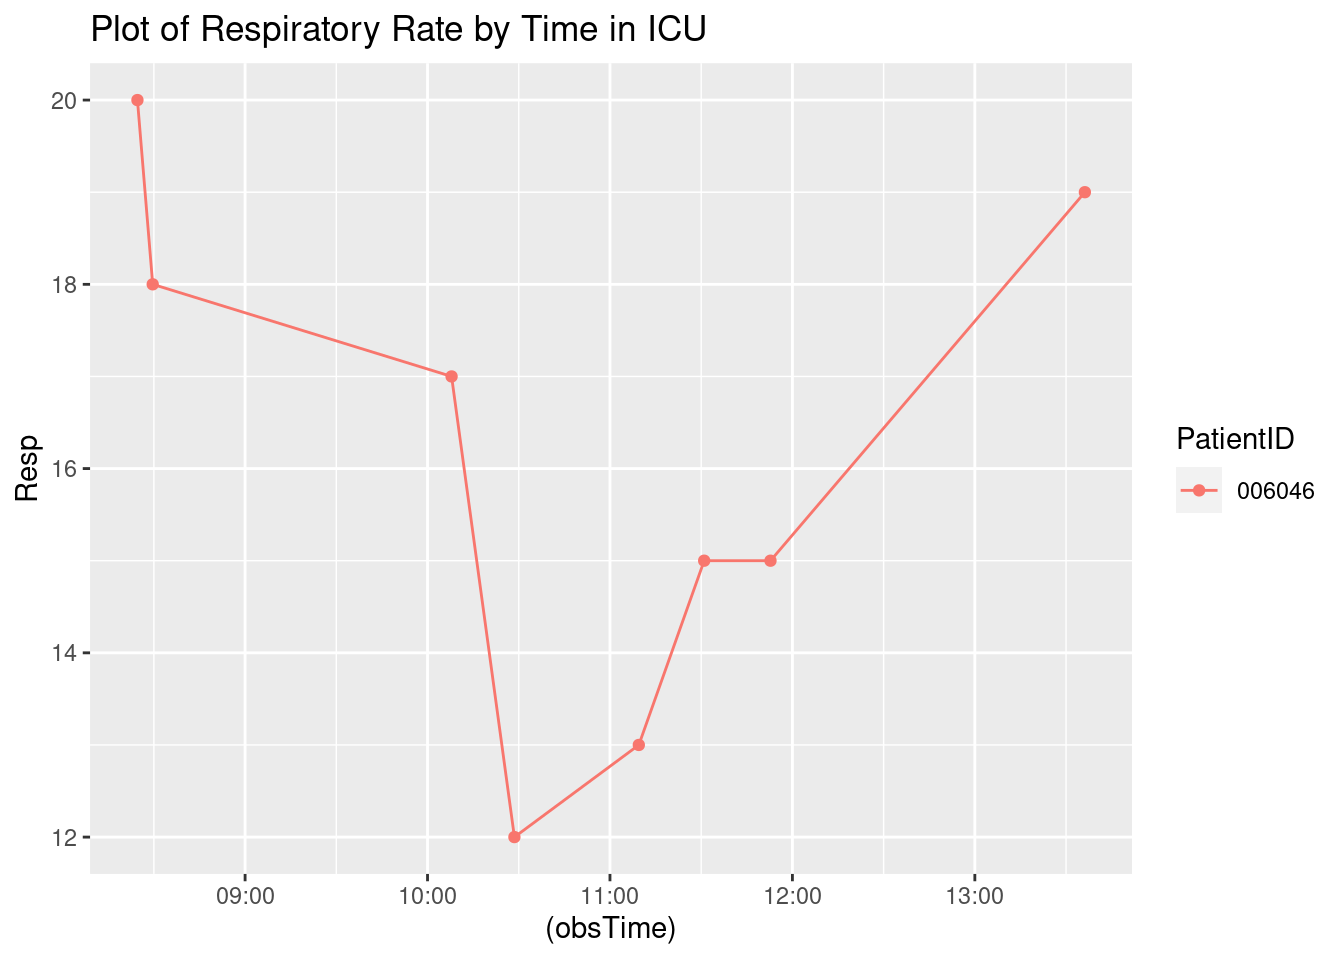 Plot of Respiratory Rate by Time in ICU
20
18
16
14
12
Resp
09:00 10:00 11:00 12:00 13:00
(obsTime)
PatientID
006046